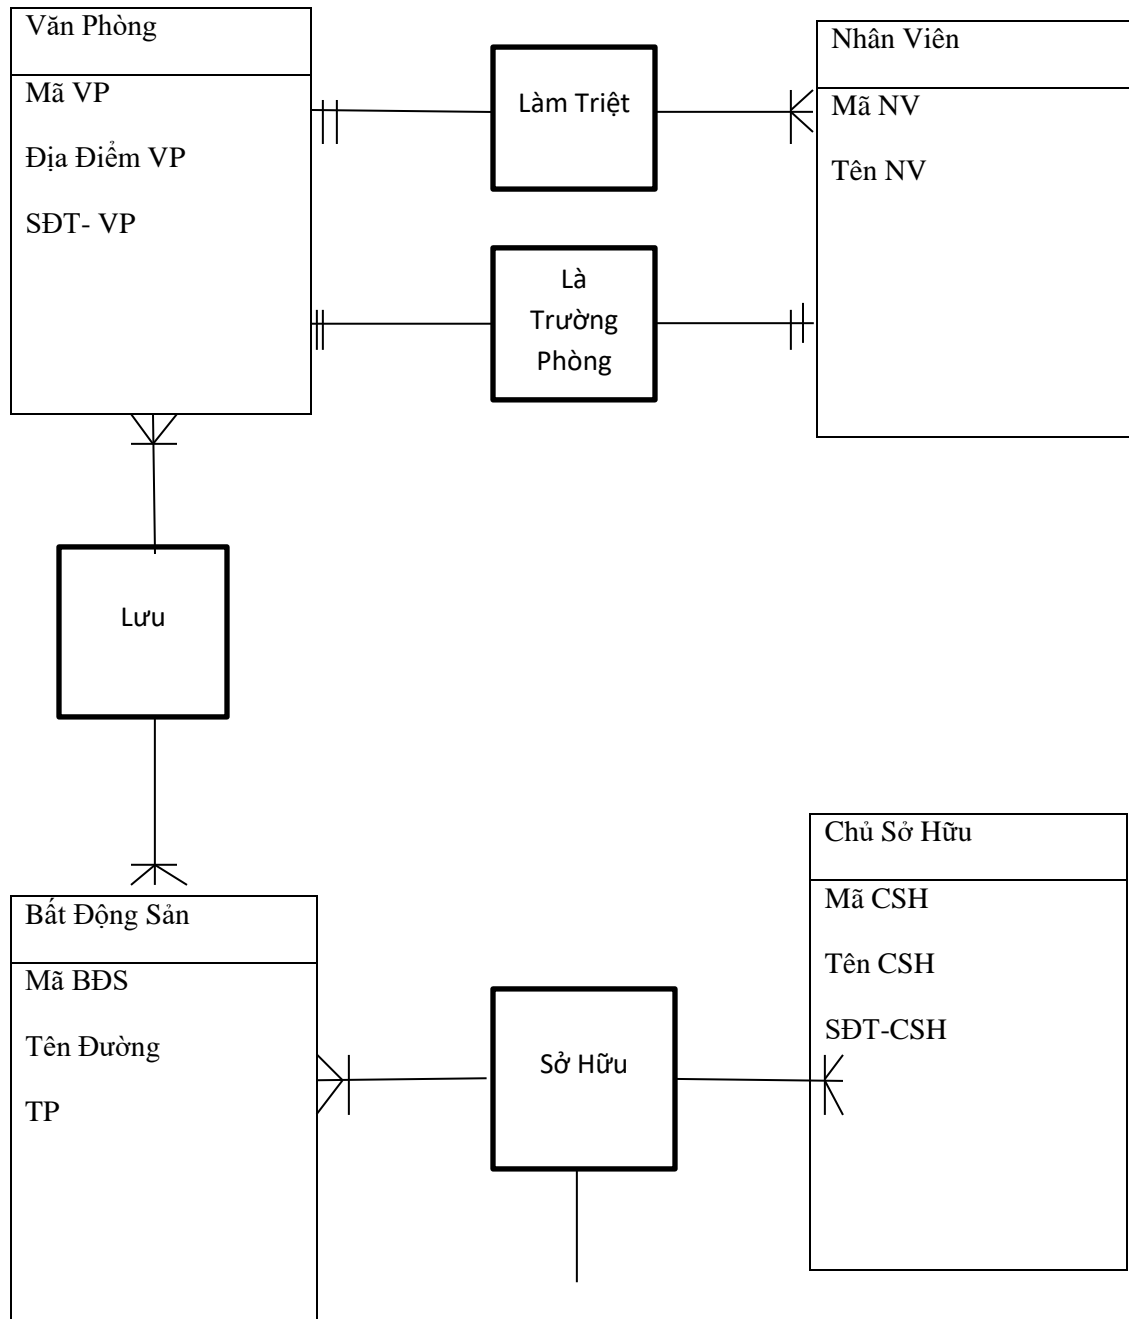 Văn Phòng
Mã VP
Địa Điểm VP
SĐT- VP
Làm Triệt
Nhân Viên
Mã NV
Tên NV
Là
Trường
Phòng
Lưu
Bất Động Sản
Mã BĐS
Tên Đường
TP
Sở Hữu
Chủ Sở Hữu
Mã CSH
Tên CSH
SĐT-CSH